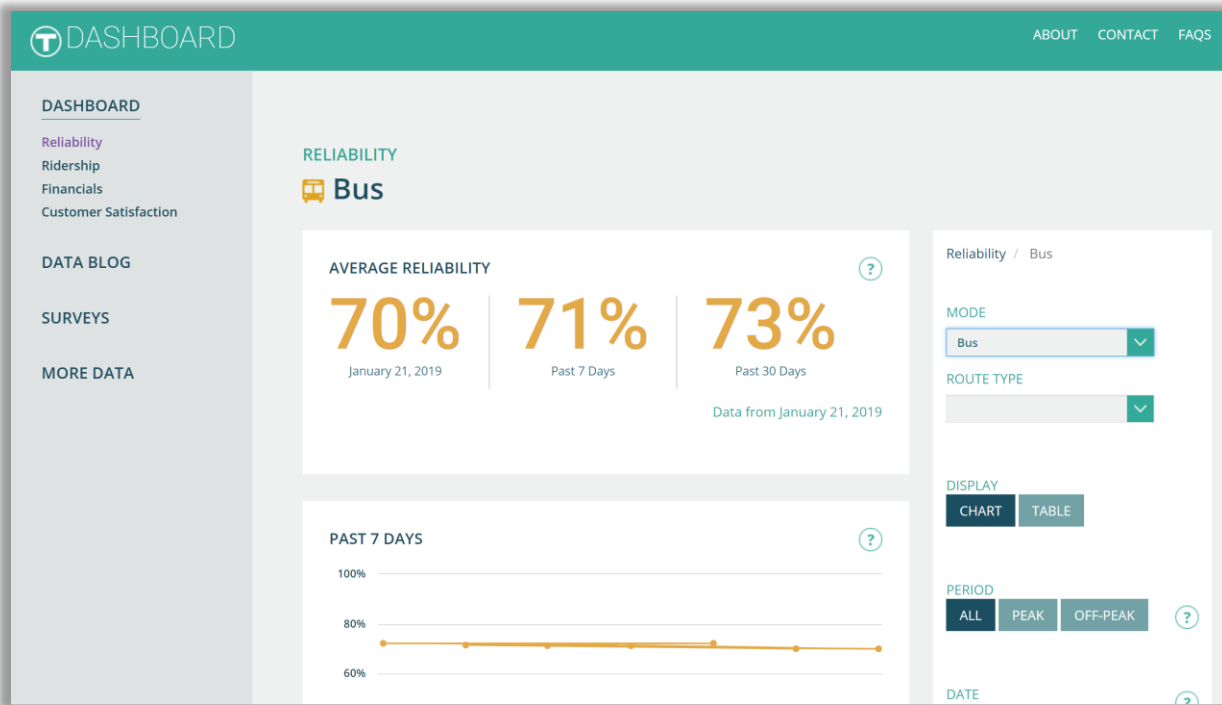 T DASHBOARD
ABOUT CONTACT FAQS
DASHBOARD
Reliability
Ridership
Financials
Customer Satisfaction
DATA BLOG
SURVEYS
MORE DATA
RELIABILITY
Bus
AVERAGE RELIABILITY ?
70% 71% 73%
January 21, 2019 Past 7 Days Past 30 Days
Data from January 21, 2019
PAST 7 DAYS ?
100%
80%
60%
Reliability / Bus
MODE
Bus
ROUTE TYPE
DISPLAY
CHART TABLE
PERIOD
ALL PEAK OFF-PEAK ?
DATE ?